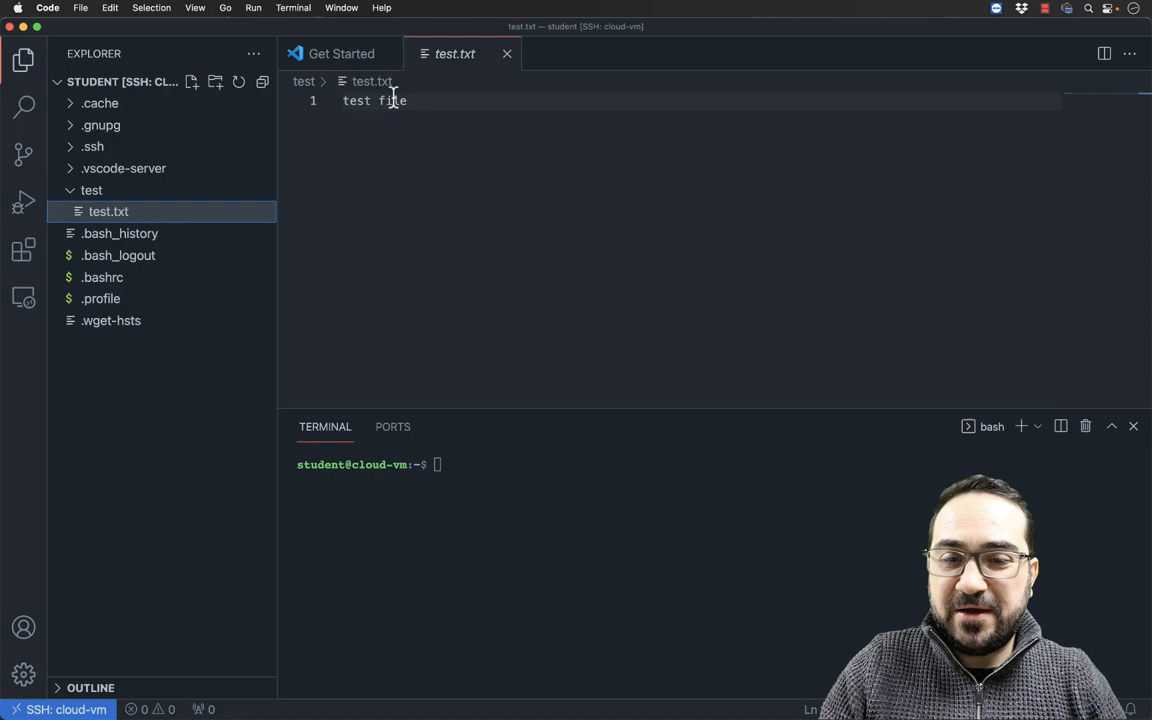 Code File Edit Selection View Go Run Terminal Window Help
test.txt — student [SSH: cloud-vm]
EXPLORER
Get Started
test.txt
STUDENT [SSH: CL...
test
test.txt
.cache
1 test file
.gnupg
.ssh
.vscode-server
test
test.txt
.bash_history
$ .bash_logout
$ .bashrc
$ .profile
.wget-hsts
TERMINAL PORTS
bash
student@cloud-vm:~$
OUTLINE
SSH: cloud-vm
0 0
0
Ln